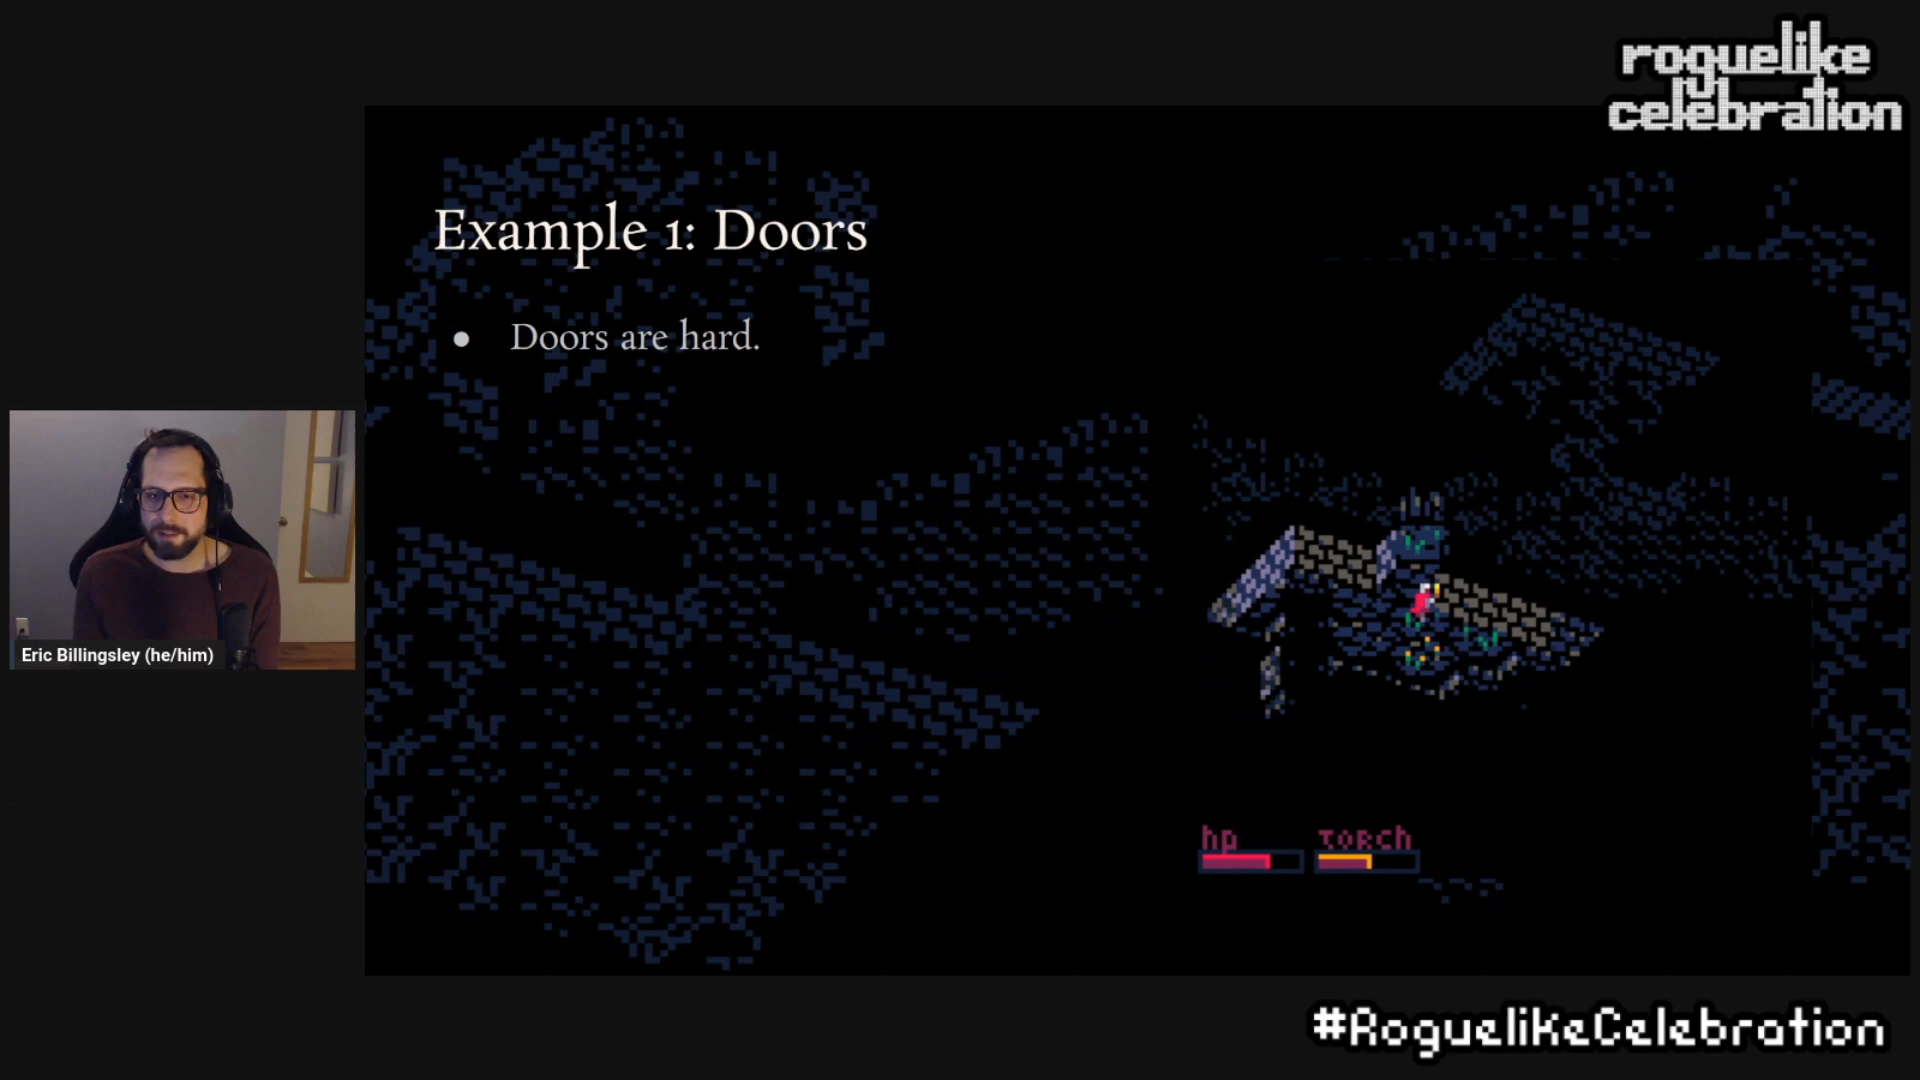 roguelike
celebration
Example 1: Doors
● Doors are hard.
Eric Billingsley (he/him)
hp
TORCH
#RoguelikeCelebration